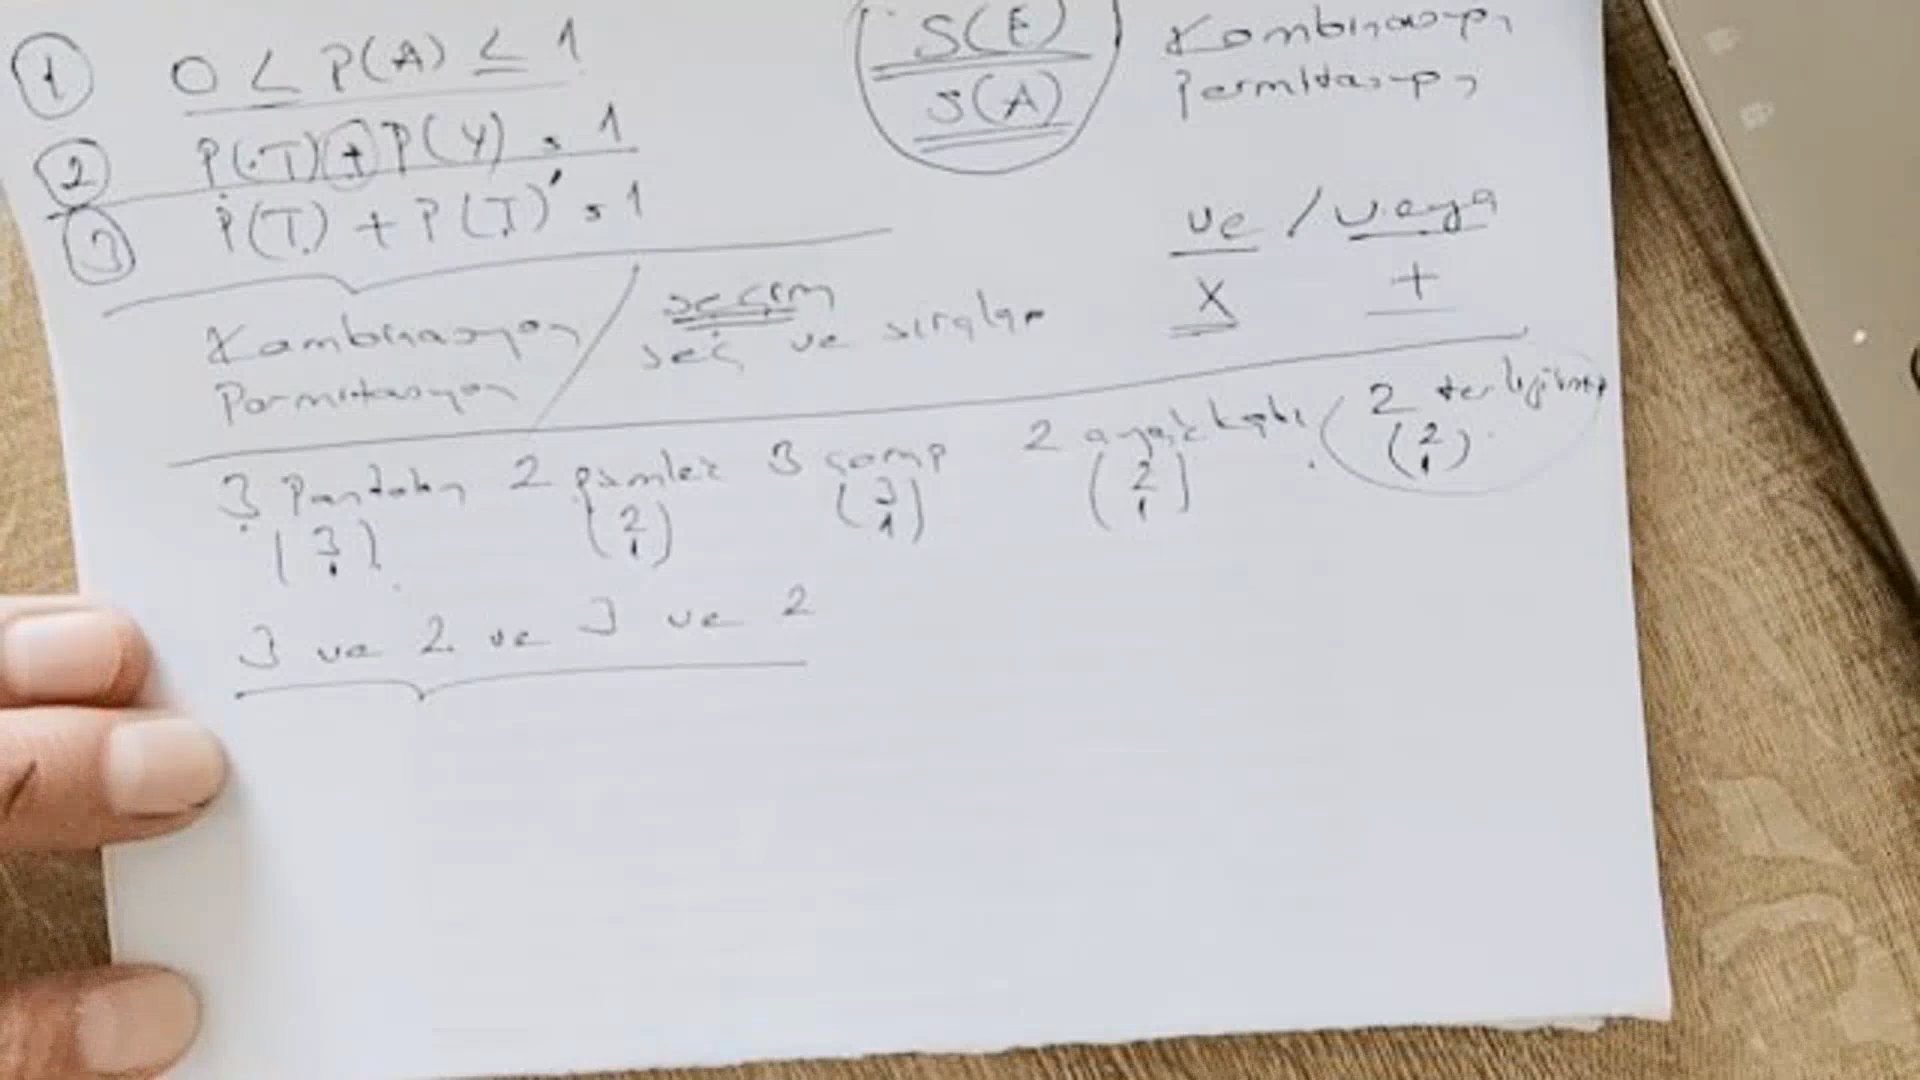 1 0 < P(A) ≤ 1
2 P(T) + P(Y) = 1
3 P(T) + P(T)' = 1
S(E)
S(A)
Kombinasyon
Permütasyon
ve / veya
x +
Kombinasyon / seçim
Permütasyon seç ve sırala
3 Pantolon 2 gömlek 3 çorap 2 ayakkabı 2
(3 1) (2 1) (3 1) (2 1) (2 1)
3 ve 2 ve 3 ve 2